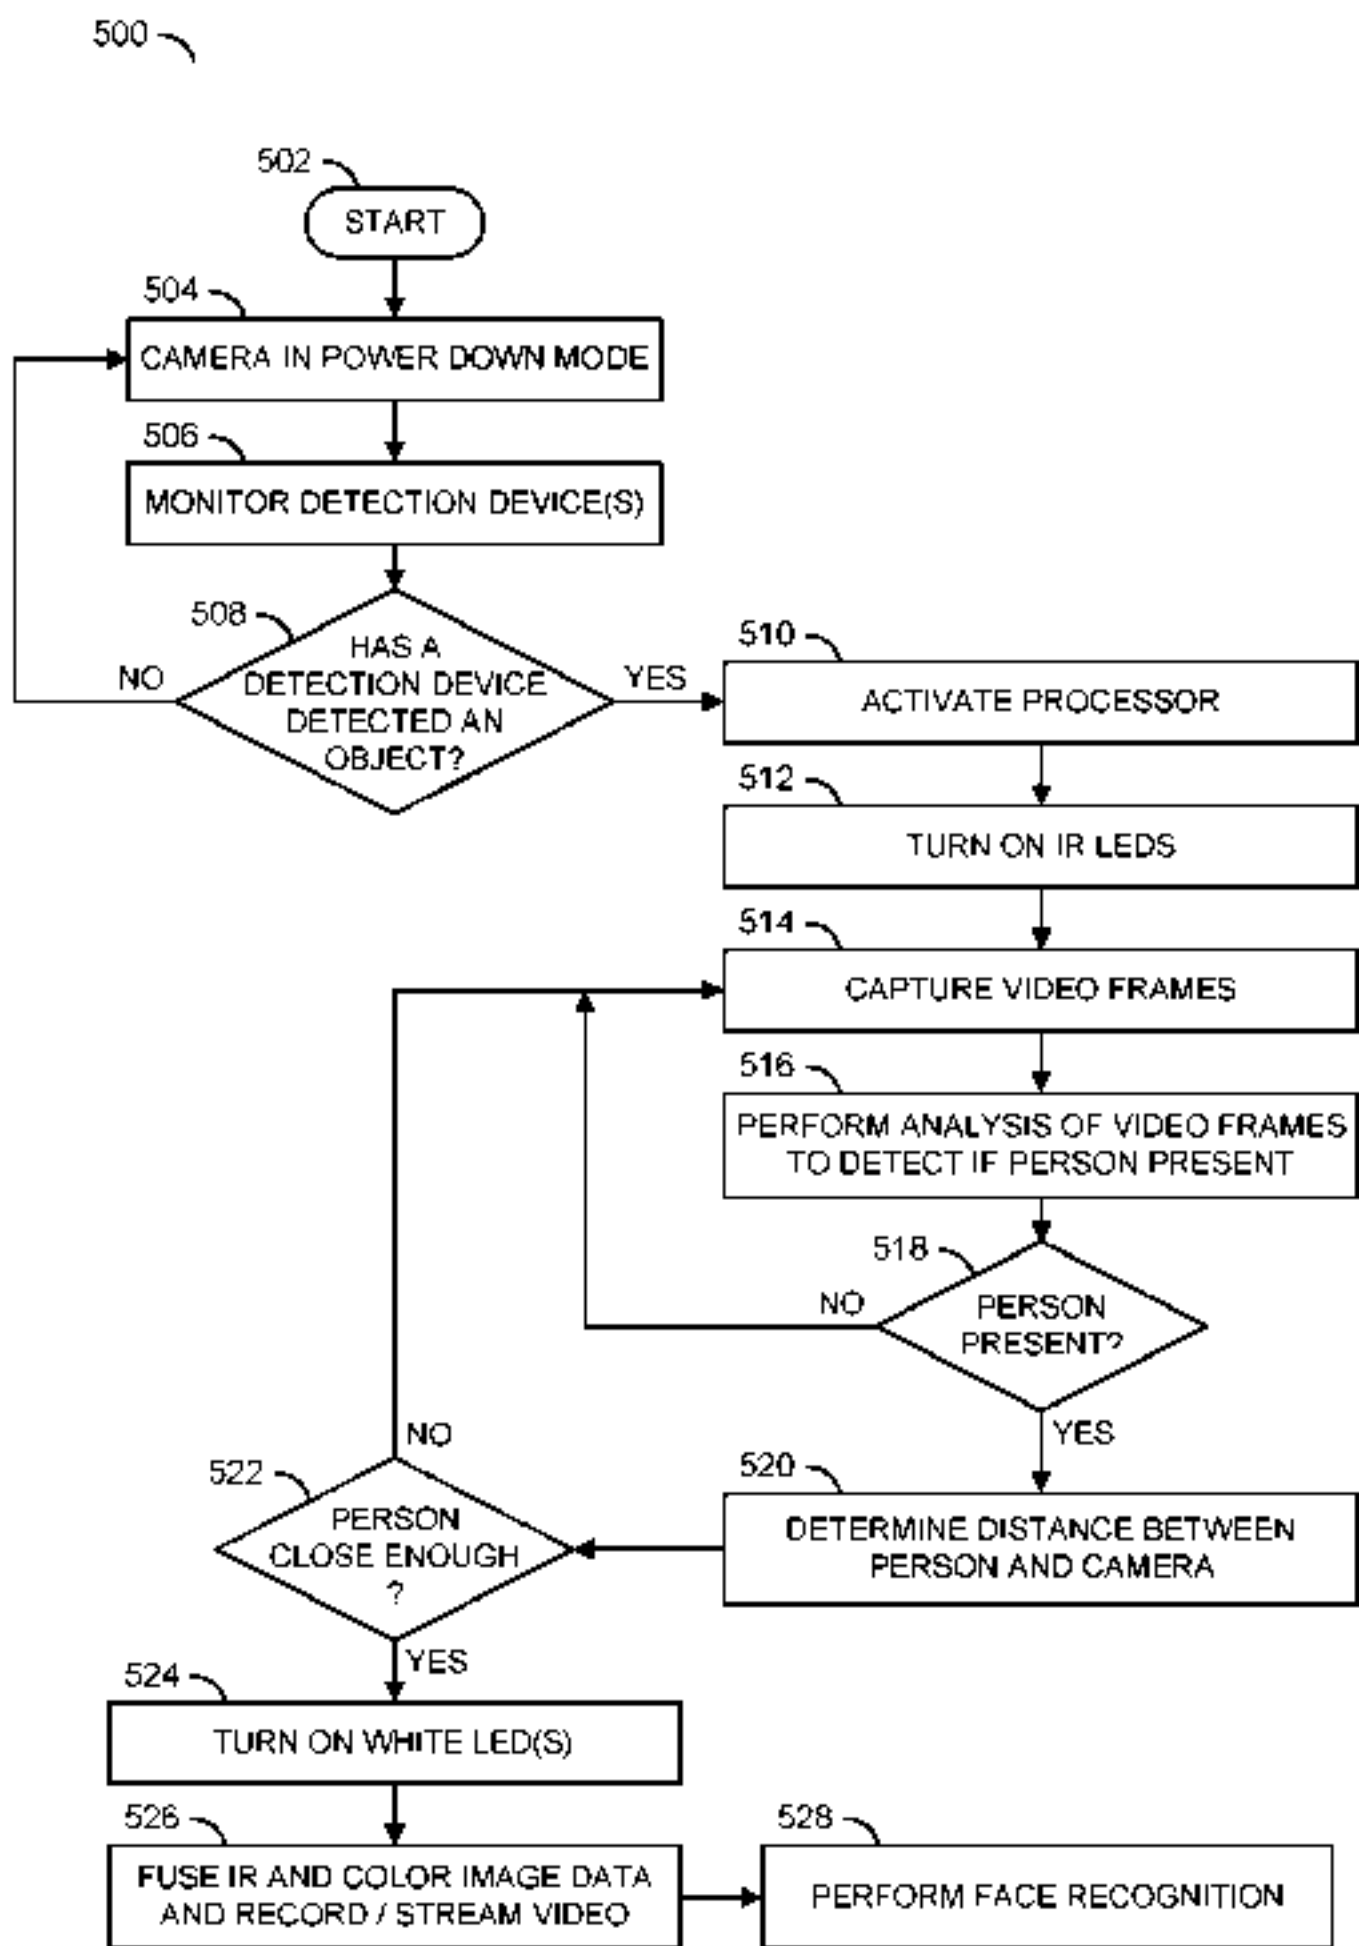 500
502
START
504
CAMERA IN POWER DOWN MODE
506
MONITOR DETECTION DEVICE(S)
508
HAS A
DETECTION DEVICE
DETECTED AN
OBJECT?
NO
YES
510
ACTIVATE PROCESSOR
512
TURN ON IR LEDS
514
CAPTURE VIDEO FRAMES
516
PERFORM ANALYSIS OF VIDEO FRAMES
TO DETECT IF PERSON PRESENT
518
PERSON
PRESENT?
NO
YES
520
DETERMINE DISTANCE BETWEEN
PERSON AND CAMERA
522
PERSON
CLOSE ENOUGH
?
NO
YES
524
TURN ON WHITE LED(S)
526
FUSE IR AND COLOR IMAGE DATA
AND RECORD / STREAM VIDEO
528
PERFORM FACE RECOGNITION